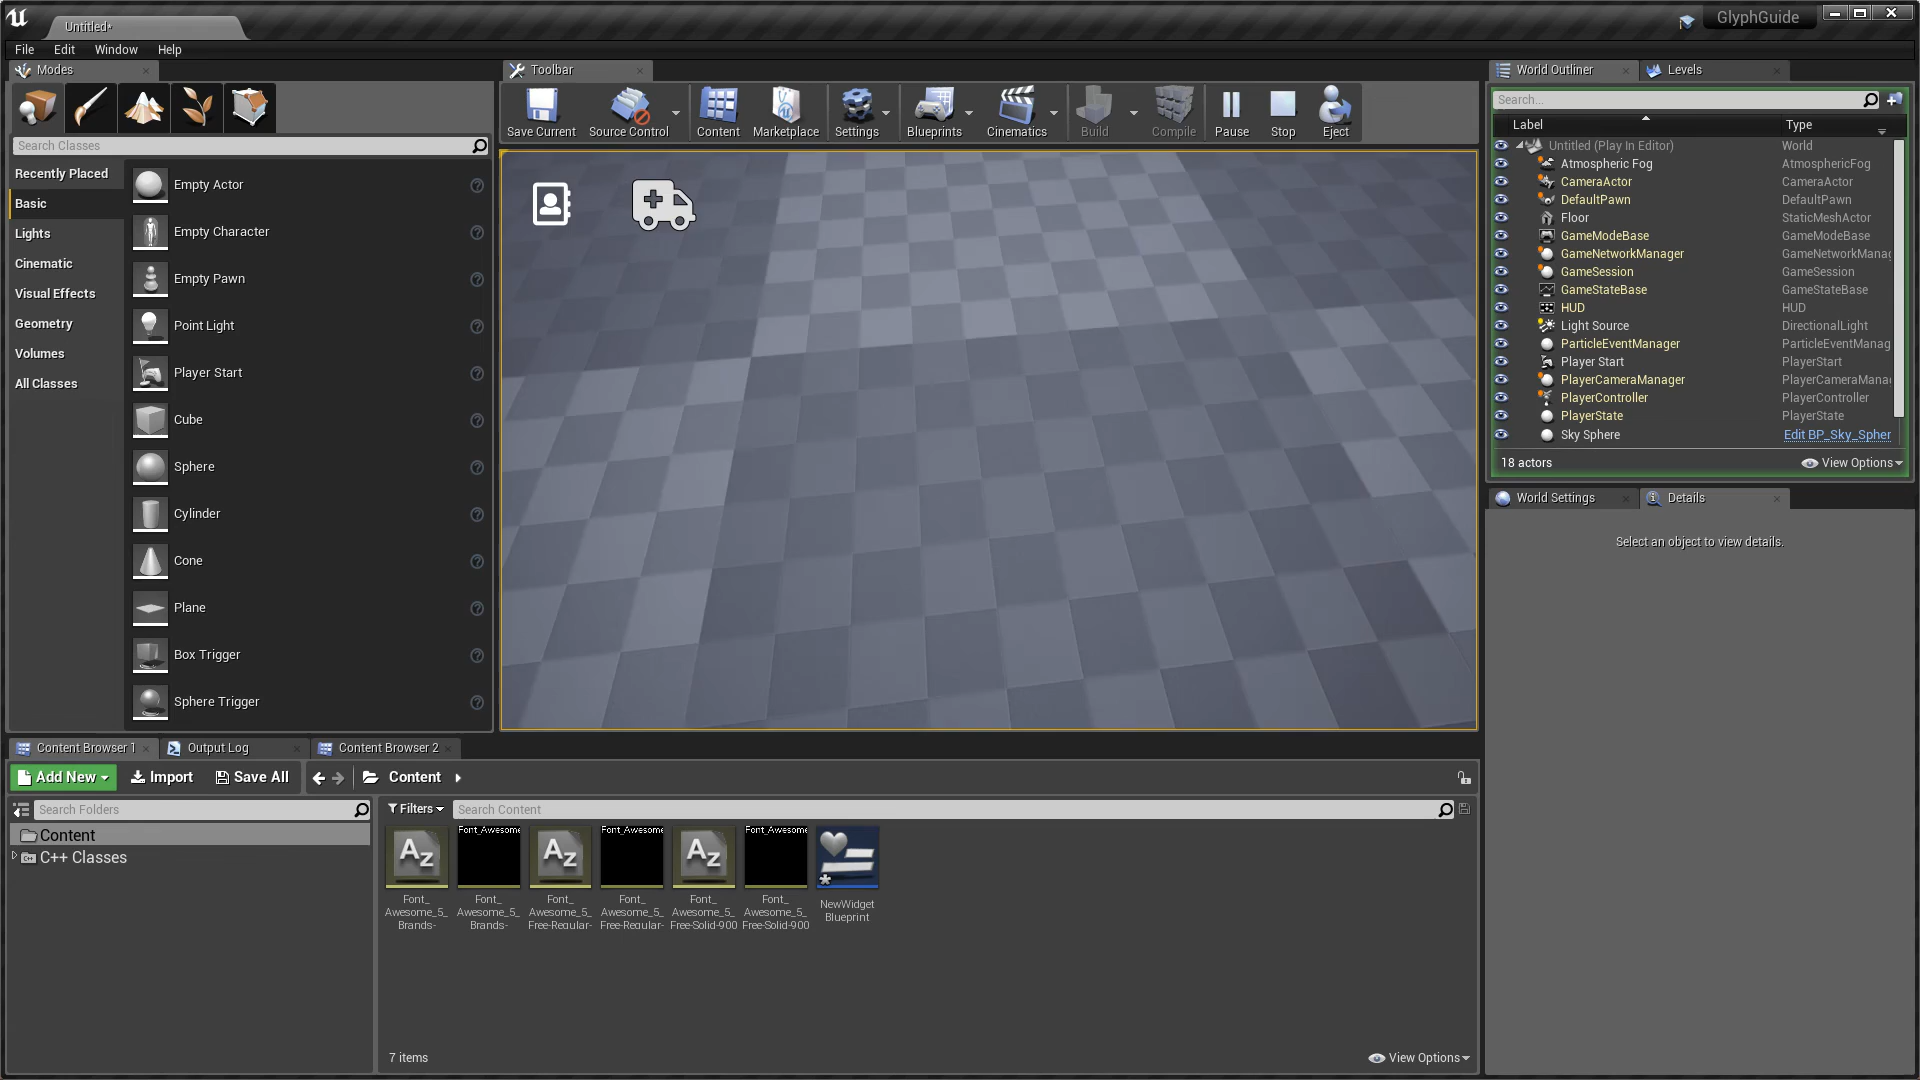 Untitled*
GlyphGuide
File Edit Window Help
Modes
Search Classes
Recently Placed
Basic
Lights
Cinematic
Visual Effects
Geometry
Volumes
All Classes
Empty Actor
Empty Character
Empty Pawn
Point Light
Player Start
Cube
Sphere
Cylinder
Cone
Plane
Box Trigger
Sphere Trigger
Toolbar
Save Current Source Control Content Marketplace Settings Blueprints Cinematics Build Compile Pause Stop Eject
World Outliner Levels
Search...
Label Type
Untitled (Play In Editor) World
Atmospheric Fog AtmosphericFog
CameraActor CameraActor
DefaultPawn DefaultPawn
Floor StaticMeshActor
GameModeBase GameModeBase
GameNetworkManager GameNetworkManag
GameSession GameSession
GameStateBase GameStateBase
HUD HUD
Light Source DirectionalLight
ParticleEventManager ParticleEventManag
Player Start PlayerStart
PlayerCameraManager PlayerCameraMana
PlayerController PlayerController
PlayerState PlayerState
Sky Sphere Edit BP_Sky_Spher
18 actors View Options
World Settings Details
Select an object to view details.
Content Browser 1 Output Log Content Browser 2
Add New Import Save All Content
Search Folders
Content
C++ Classes
Filters Search Content
Font_Awesome Font_Awesome Font_Awesome
Font_
Awesome_5_
Brands-
Font_
Awesome_5_
Brands-
Font_
Awesome_5_
Free-Regular-
Font_
Awesome_5_
Free-Regular-
Font_
Awesome_5_
Free-Solid-900
Font_
Awesome_5_
Free-Solid-900
NewWidget
Blueprint
7 items View Options